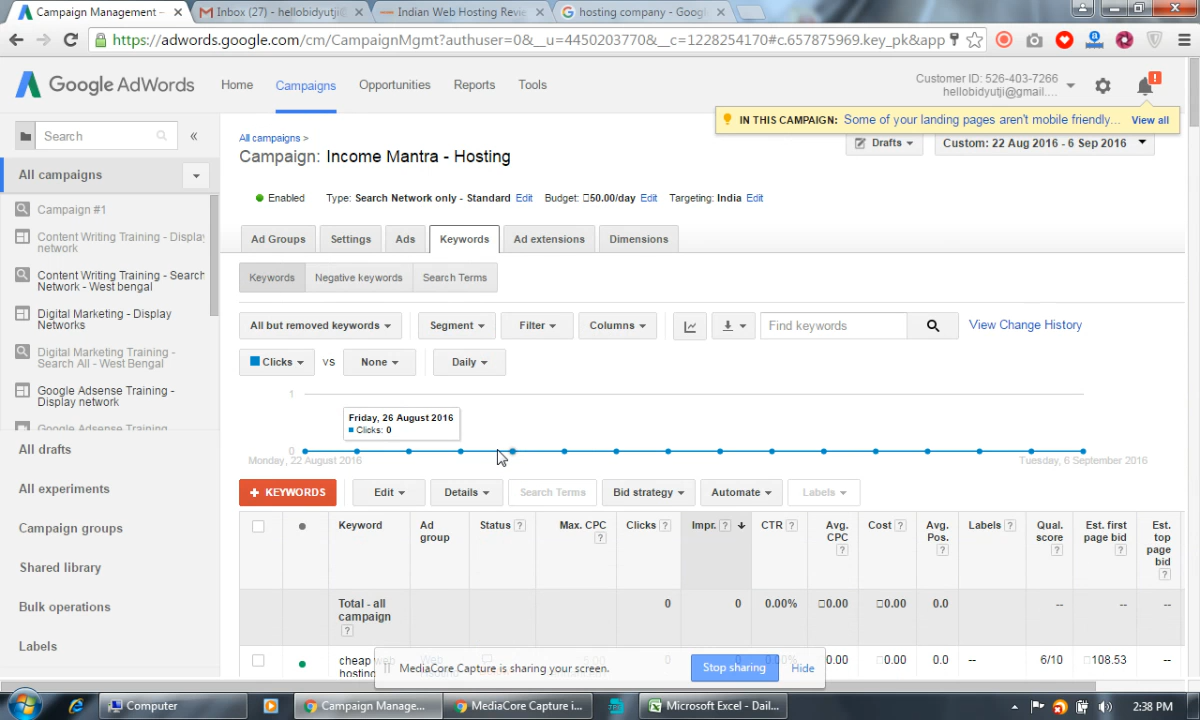 Campaign Management -
Inbox (27) - hellobidyutji@
Indian Web Hosting Revie
hosting company - Googl
https://adwords.google.com/cm/CampaignMgmt?authuser=0&__u=4450203770&__c=1228254170#c.657875969.key_pk&app
Google AdWords
Home
Campaigns
Opportunities
Reports
Tools
Customer ID: 526-403-7266
hellobidyutji@gmail....
IN THIS CAMPAIGN: Some of your landing pages aren't mobile friendly... View all
Search
All campaigns >
Campaign: Income Mantra - Hosting
Drafts
Custom: 22 Aug 2016 - 6 Sep 2016
All campaigns
Enabled Type: Search Network only - Standard Edit Budget: □50.00/day Edit Targeting: India Edit
Campaign #1
Content Writing Training - Display
network
Content Writing Training - Search
Network - West bengal
Digital Marketing - Display
Networks
Digital Marketing Training -
Search All - West Bengal
Google Adsense Training -
Display network
Google Adsense Training
All drafts
All experiments
Campaign groups
Shared library
Bulk operations
Labels
Ad Groups
Settings
Ads
Keywords
Ad extensions
Dimensions
Keywords
Negative keywords
Search Terms
All but removed keywords
Segment
Filter
Columns
Find keywords
View Change History
Clicks
VS
None
Daily
1
Friday, 26 August 2016
Clicks: 0
0
Monday, 22 August 2016
Tuesday, 6 September 2016
+ KEYWORDS
Edit
Details
Search Terms
Bid strategy
Automate
Labels
Keyword
Ad
group
Status ?
Max. CPC
?
Clicks ?
Impr. ?
CTR ?
Avg.
CPC
?
Cost ?
Avg.
Pos.
?
Labels ?
Qual.
score
?
Est. first
page bid
?
Est.
top
page
bid
?
Total - all
campaign
?
0
0
0.00%
□0.00
□0.00
0.0
--
--
--
cheap web
hosting
0.00
□0.00
0.0
--
6/10
□108.53
--
MediaCore Capture is sharing your screen.
Stop sharing
Hide
Computer
Campaign Manage...
MediaCore Capture i...
Microsoft Excel - Dail...
2:38 PM